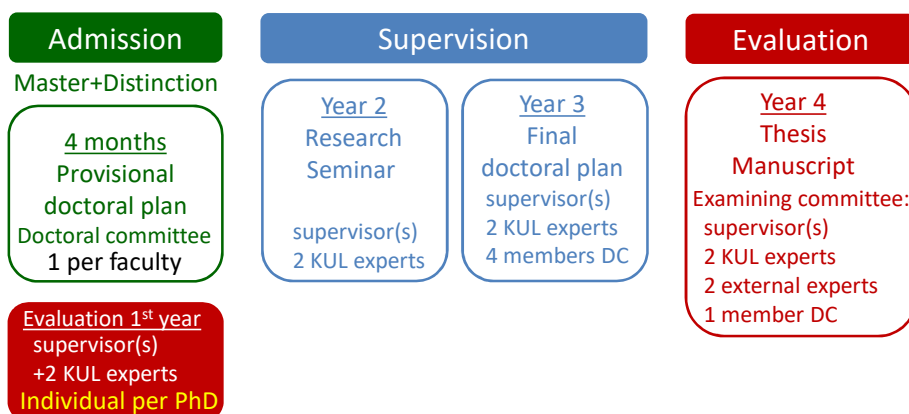 Admission
Master+Distinction
4 months
Provisional
doctoral plan
Doctoral committee
1 per faculty
Evaluation 1st year
supervisor(s)
+2 KUL experts
Individual per PhD
Supervision
Year 2
Research
Seminar
supervisor(s)
2 KUL experts
Year 3
Final
doctoral plan
supervisor(s)
2 KUL experts
4 members DC
Evaluation
Year 4
Thesis
Manuscript
Examining committee:
supervisor(s)
2 KUL experts
2 external experts
1 member DC